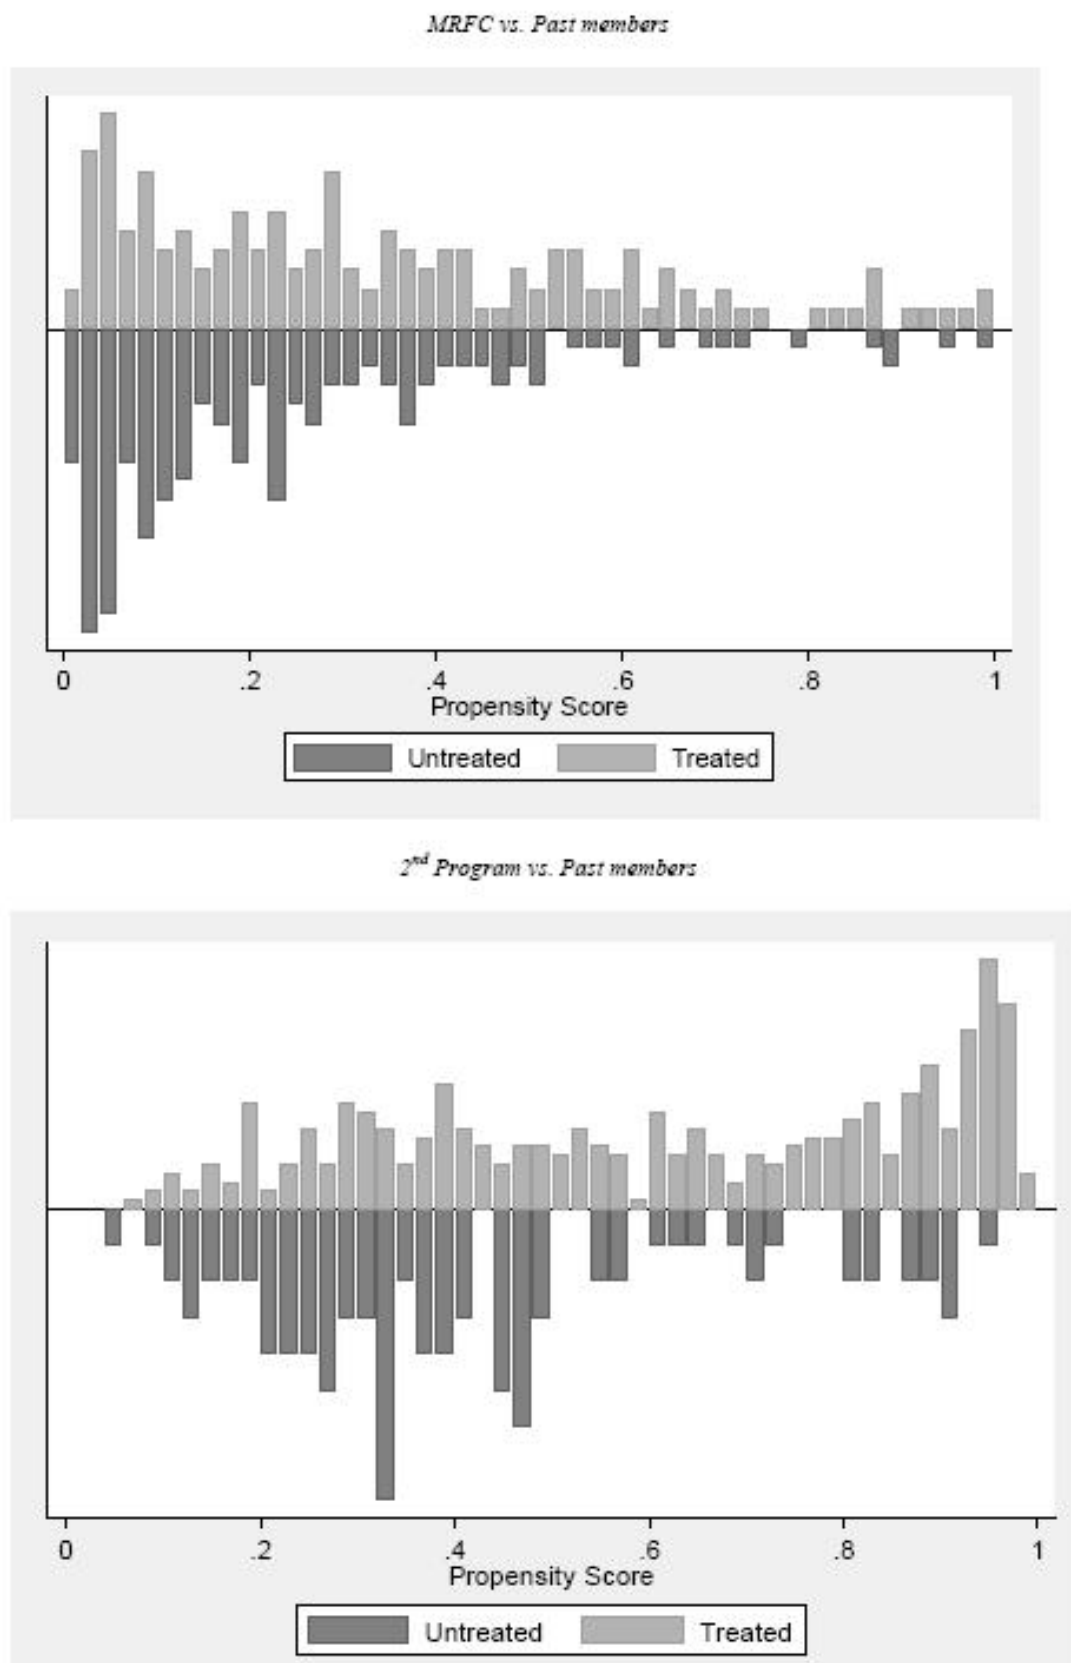 MRFC vs. Past members
0 .2 .4 .6 .8 1
Propensity Score
Untreated Treated
2nd Program vs. Past members
0 .2 .4 .6 .8 1
Propensity Score
Untreated Treated